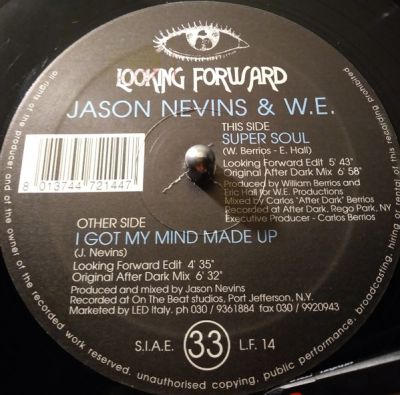 LOOKING FORWARD
JASON NEVINS & W.E.
THIS SIDE
SUPER SOUL
(W. Berrios - E. Hall)
Looking Forward Edit 5' 43"
Original After Dark Mix 6' 58"
Produced by William Berrios and
Eric Hall for W.E. Productions
Mixed by Carlos "After Dark" Berrios
Recorded at After Dark, Rego Park, NY
Executive Producer - Carlos Berrios
8 013744 721447
OTHER SIDE
I GOT MY MIND MADE UP
(J. Nevins)
Looking Forward Edit 4' 35"
Original After Dark Mix 6' 32"
Produced and mixed by Jason Nevins
Recorded at On The Beat studios, Port Jefferson, N.Y.
Marketed by LED Italy. ph 030 / 9361884 fax 030 / 9920943
S.I.A.E.
33
L.F. 14
all rights of the producer and of the owner of the recorded work reserved. unauthorised copying, public performance, broadcasting, hiring or rental of this recording prohibited